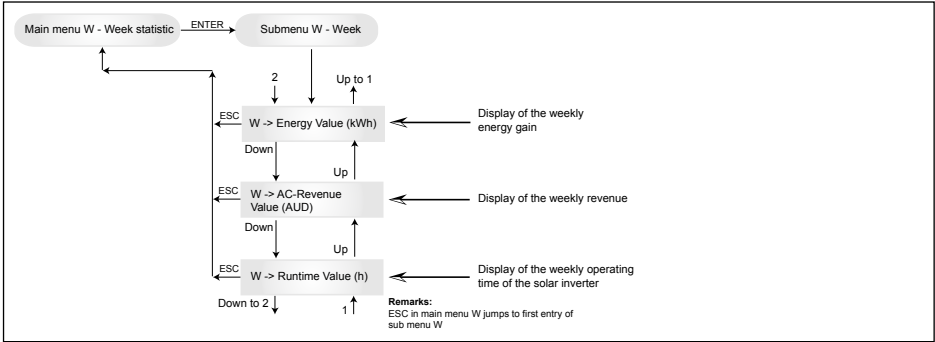 Main menu W - Week statistic
ENTER
Submenu W - Week
2
Up to 1
ESC
W -> Energy Value (kWh)
Display of the weekly
energy gain
Down
Up
ESC
W -> AC-Revenue
Value (AUD)
Display of the weekly revenue
Down
Up
ESC
W -> Runtime Value (h)
Display of the weekly operating
time of the solar inverter
Down to 2
1
Remarks:
ESC in main menu W jumps to first entry of
sub menu W